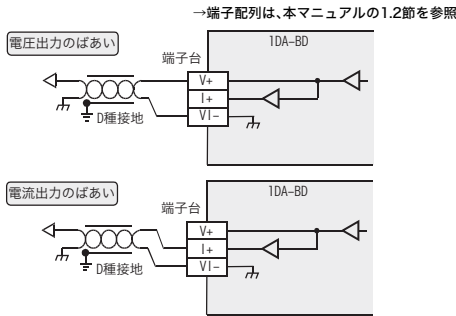 →端子配列は、本マニュアルの1.2節を参照
電圧出力のばあい
1DA-BD
端子台
V+
I+
VI-
D種接地
電流出力のばあい
1DA-BD
端子台
V+
I+
VI-
D種接地